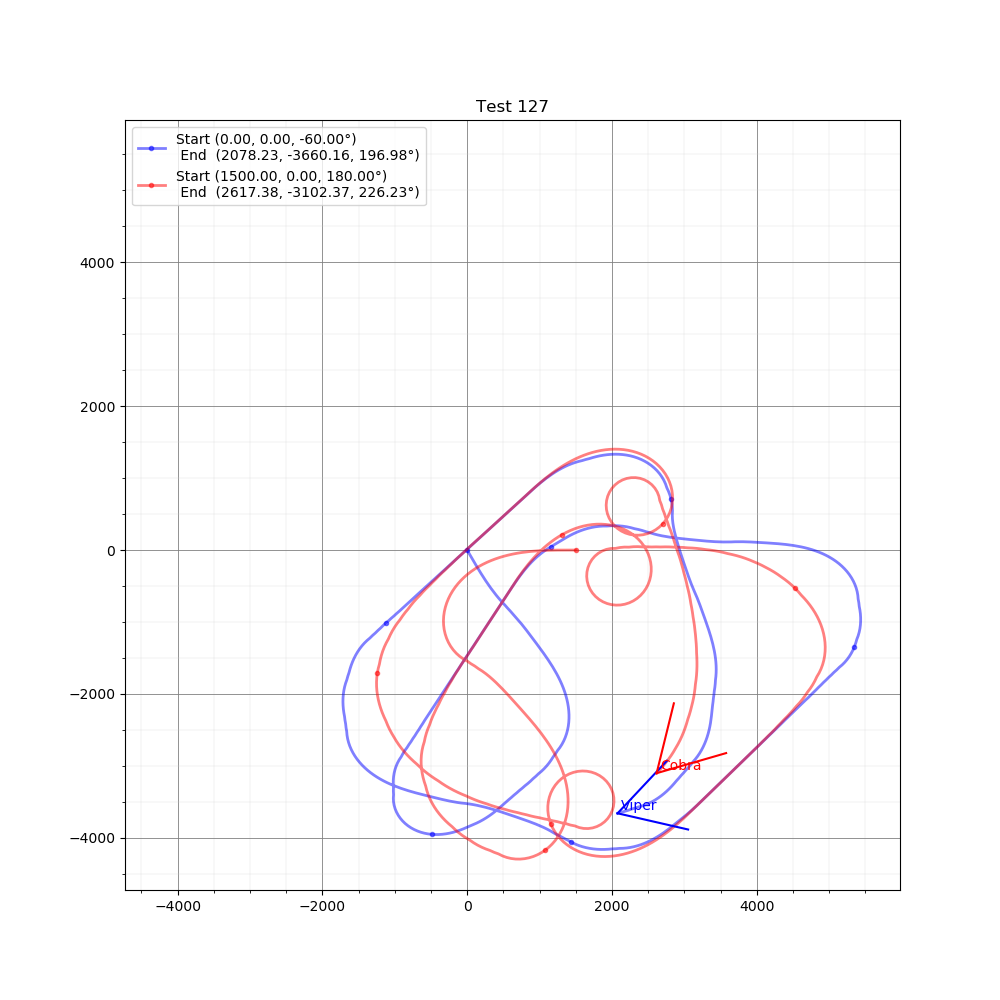 Test 127
Start (0.00, 0.00, -60.00°)
End (2078.23, -3660.16, 196.98°)
Start (1500.00, 0.00, 180.00°)
End (2617.38, -3102.37, 226.23°)
4000
2000
0
−2000
−4000
Cobra
Viper
−4000
−2000
0
2000
4000